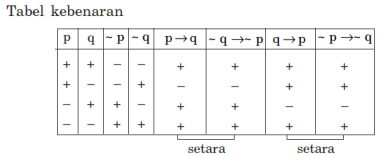 Tabel kebenaran
p q ~ p ~ q p → q ~ q →~ p q → p ~ p →~ q
+ + − − + + + +
+ − − + − − + +
− + + − + + − −
− − + + + + + +
setara setara